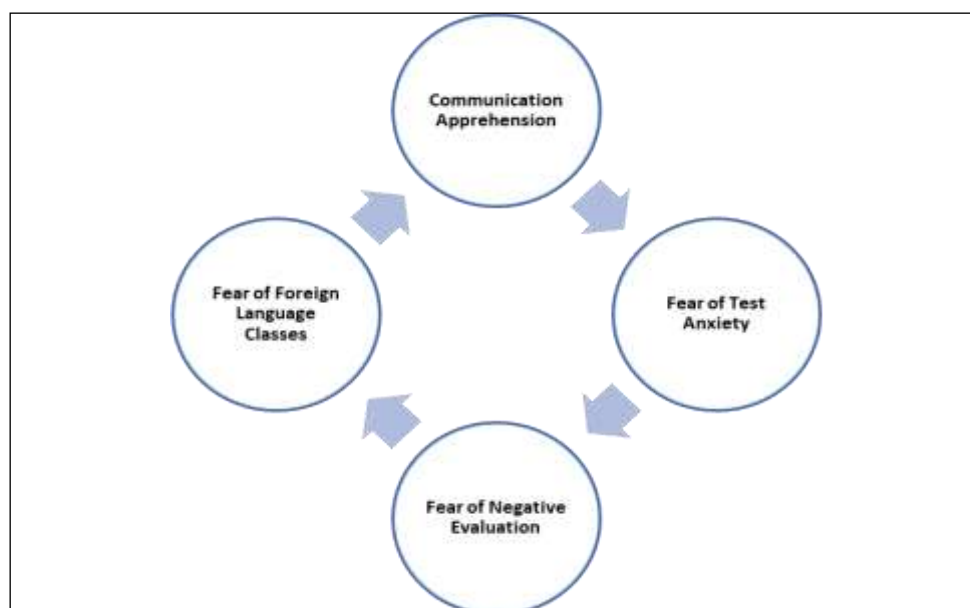 Communication
Apprehension
Fear of Foreign
Language
Classes
Fear of Test
Anxiety
Fear of Negative
Evaluation